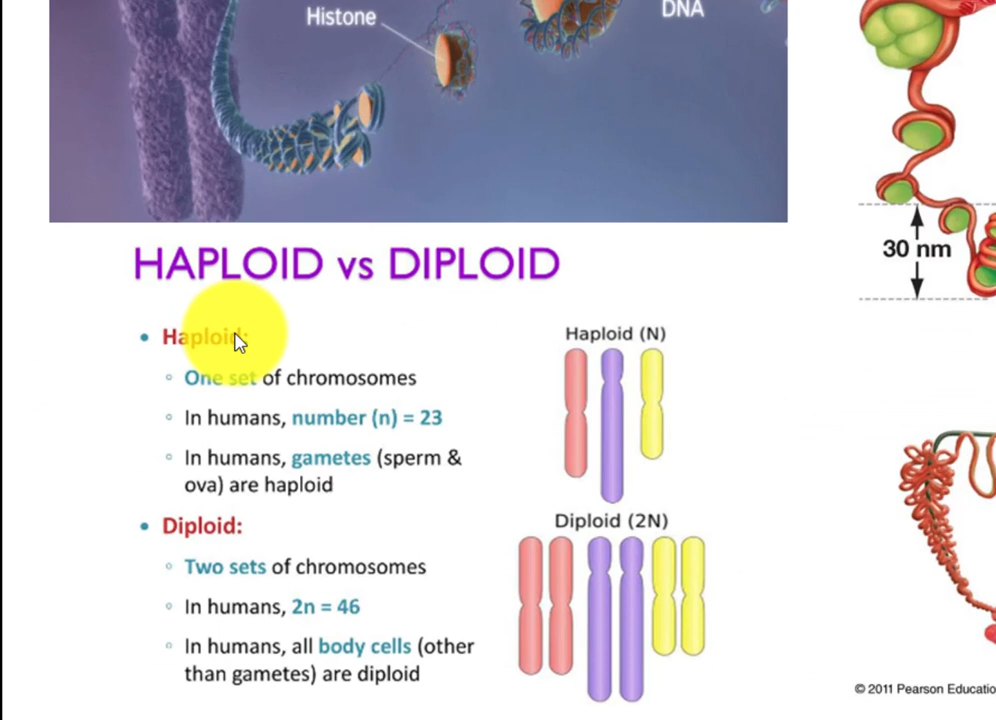 Histone
DNA
30 nm
HAPLOID vs DIPLOID
• Haploid:
◦ One set of chromosomes
◦ In humans, number (n) = 23
◦ In humans, gametes (sperm &
ova) are haploid
• Diploid:
◦ Two sets of chromosomes
◦ In humans, 2n = 46
◦ In humans, all body cells (other
than gametes) are diploid
Haploid (N)
Diploid (2N)
© 2011 Pearson